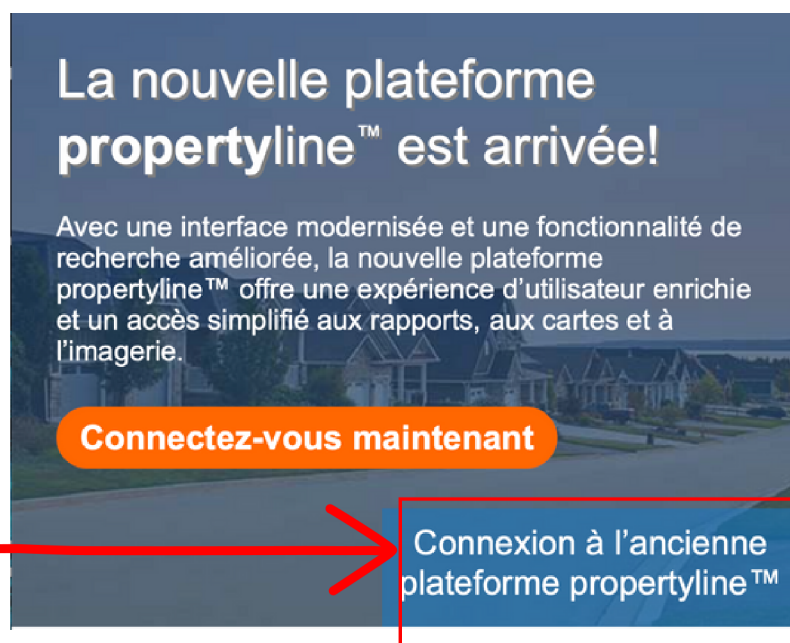 La nouvelle plateforme
propertyline™ est arrivée!
Avec une interface modernisée et une fonctionnalité de
recherche améliorée, la nouvelle plateforme
propertyline™ offre une expérience d’utilisateur enrichie
et un accès simplifié aux rapports, aux cartes et à
l’imagerie.
Connectez-vous maintenant
Connexion à l’ancienne
plateforme propertyline™